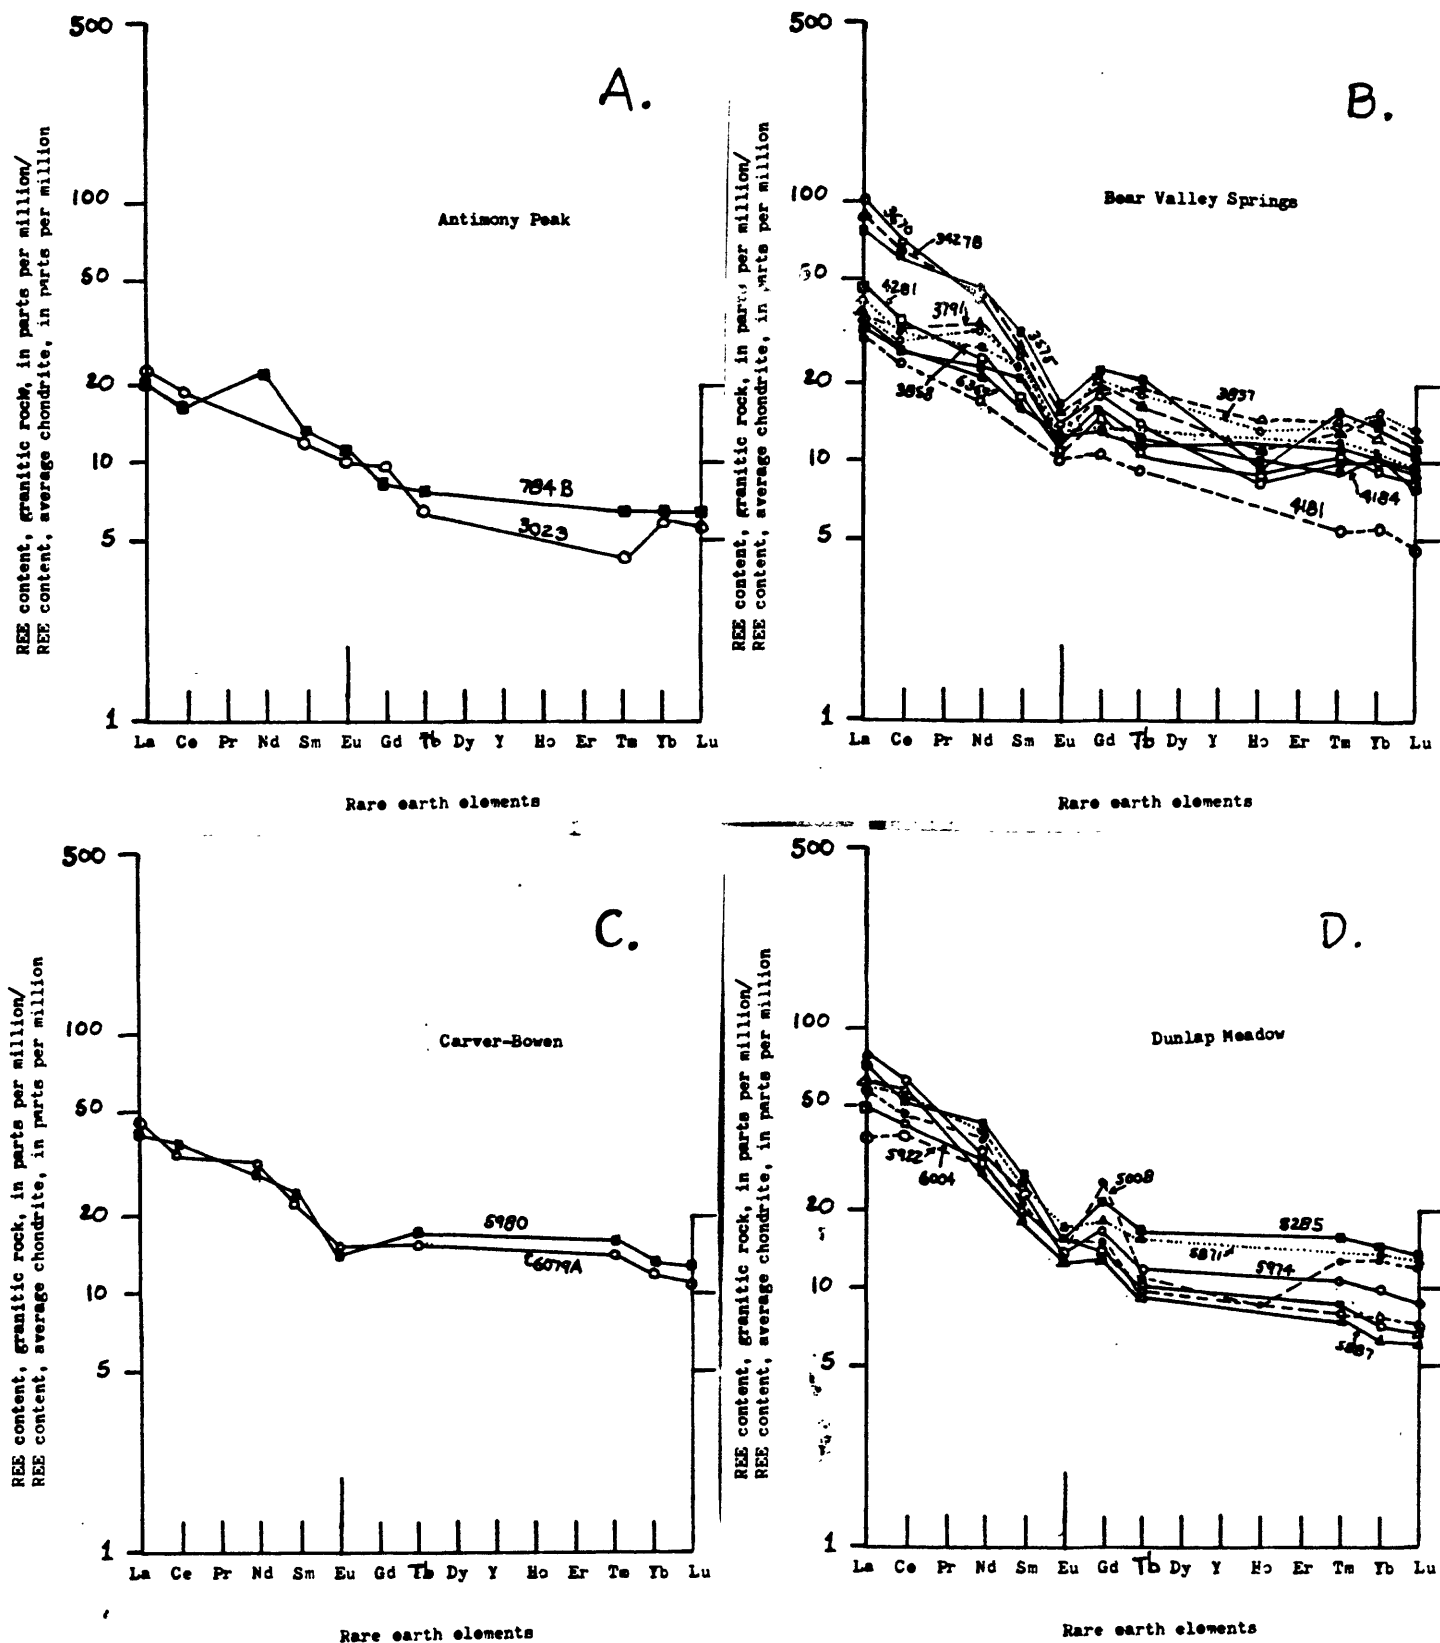 500
A.
REE content, granitic rock, in parts per million/
REE content, average chondrite, in parts per million
100
Antimony Peak
50
20
10
784B
3023
5
1
La Ce Pr Nd Sm Eu Gd Tb Dy Y Ho Er Tm Yb Lu
Rare earth elements
500
B.
REE content, granitic rock, in parts per million/
REE content, average chondrite, in parts per million
100
Bear Valley Springs
3427B
50
4281
3791
3575
20
3858
3837
10
4184
4181
5
1
La Ce Pr Nd Sm Eu Gd Tb Dy Y Ho Er Tm Yb Lu
Rare earth elements
500
C.
REE content, granitic rock, in parts per million/
REE content, average chondrite, in parts per million
100
Carver-Bowen
50
20
5980
6079A
10
5
1
La Ce Pr Nd Sm Eu Gd Tb Dy Y Ho Er Tm Yb Lu
Rare earth elements
500
D.
REE content, granitic rock, in parts per million/
REE content, average chondrite, in parts per million
100
Dunlap Meadow
50
5922
6004
5008
20
5285
5871
5974
10
5887
5
1
La Ce Pr Nd Sm Eu Gd Tb Dy Y Ho Er Tm Yb Lu
Rare earth elements